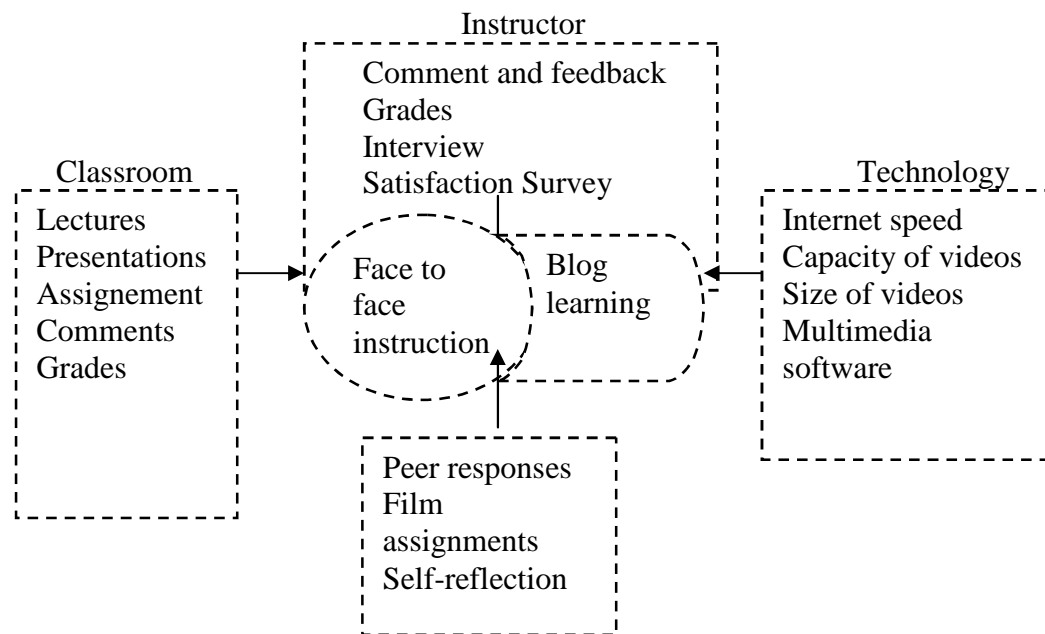 Instructor
Comment and feedback
Grades
Interview
Satisfaction Survey
Classroom
Lectures
Presentations
Assignement
Comments
Grades
Face to
face
instruction
Blog
learning
Technology
Internet speed
Capacity of videos
Size of videos
Multimedia
software
Peer responses
Film
assignments
Self-reflection